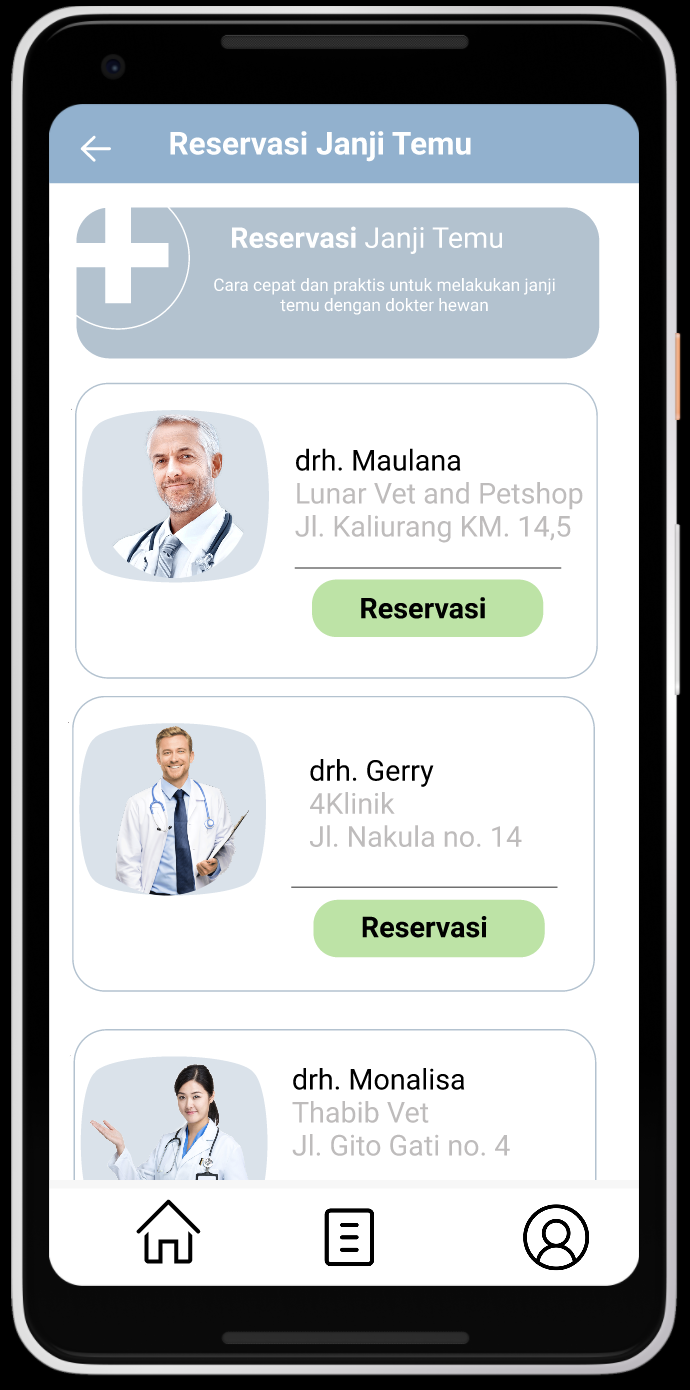 Reservasi Janji Temu
Reservasi Janji Temu
Cara cepat dan praktis untuk melakukan janji
temu dengan dokter hewan
drh. Maulana
Lunar Vet and Petshop
Jl. Kaliurang KM. 14,5
Reservasi
drh. Gerry
4Klinik
Jl. Nakula no. 14
Reservasi
drh. Monalisa
Thabib Vet
Jl. Gito Gati no. 4